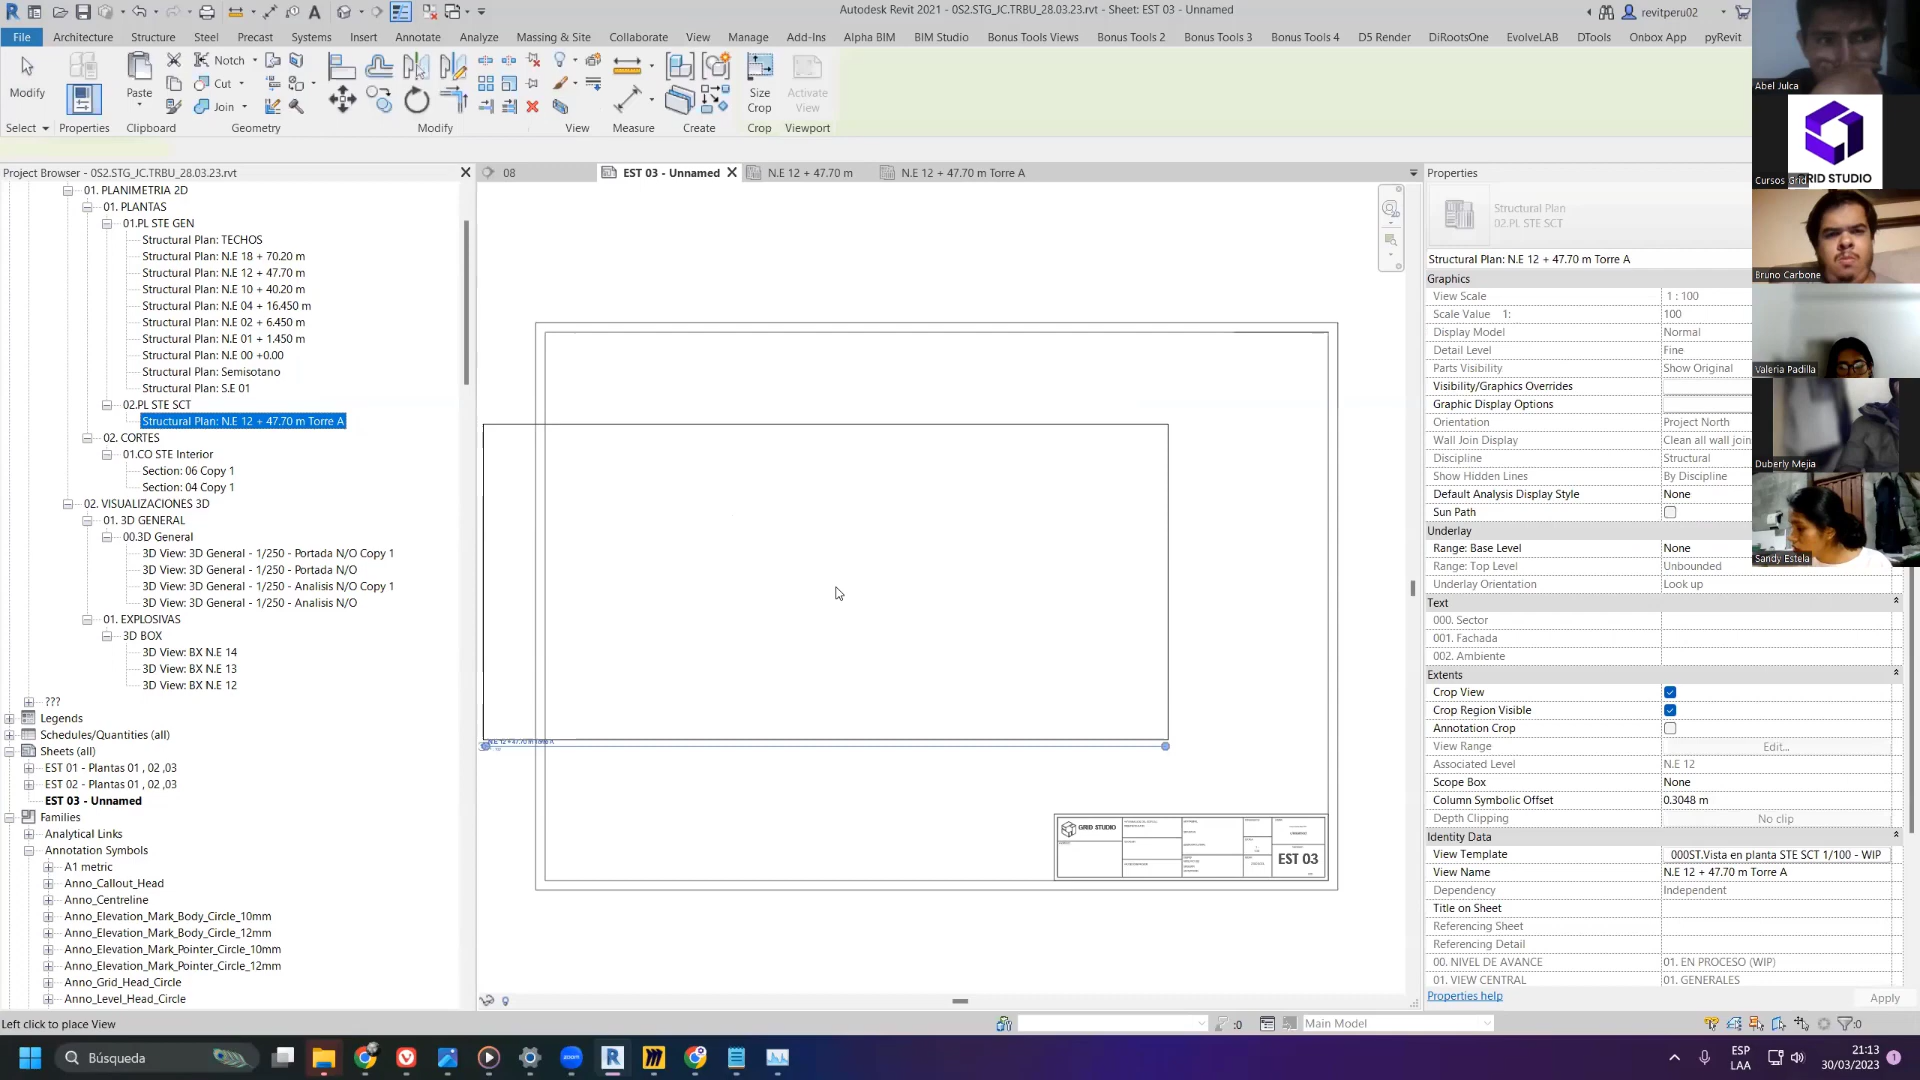 Autodesk Revit 2021 - 0S2.STG_JC.TRBU_28.03.23.rvt - Sheet: EST 03 - Unnamed
revitperu02
File
Architecture
Structure
Steel
Precast
Systems
Insert
Annotate
Analyze
Massing & Site
Collaborate
View
Manage
Add-Ins
Alpha BIM
BIM Studio
Bonus Tools Views
Bonus Tools 2
Bonus Tools 3
Bonus Tools 4
D5 Render
DiRootsOne
EvolveLAB
DTools
Onbox App
pyRevit
Modify
Paste
Notch
Cut
Join
Size
Crop
Activate
View
Select
Properties
Clipboard
Geometry
Modify
View
Measure
Create
Crop
Viewport
Project Browser - 0S2.STG_JC.TRBU_28.03.23.rvt
01. PLANIMETRIA 2D
01. PLANTAS
01.PL STE GEN
Structural Plan: TECHOS
Structural Plan: N.E 18 + 70.20 m
Structural Plan: N.E 12 + 47.70 m
Structural Plan: N.E 10 + 40.20 m
Structural Plan: N.E 04 + 16.450 m
Structural Plan: N.E 02 + 6.450 m
Structural Plan: N.E 01 + 1.450 m
Structural Plan: N.E 00 +0.00
Structural Plan: Semisotano
Structural Plan: S.E 01
02.PL STE SCT
Structural Plan: N.E 12 + 47.70 m Torre A
02. CORTES
01.CO STE Interior
Section: 06 Copy 1
Section: 04 Copy 1
02. VISUALIZACIONES 3D
01. 3D GENERAL
00.3D General
3D View: 3D General - 1/250 - Portada N/O Copy 1
3D View: 3D General - 1/250 - Portada N/O
3D View: 3D General - 1/250 - Analisis N/O Copy 1
3D View: 3D General - 1/250 - Analisis N/O
01. EXPLOSIVAS
3D BOX
3D View: BX N.E 14
3D View: BX N.E 13
3D View: BX N.E 12
???
Legends
Schedules/Quantities (all)
Sheets (all)
EST 01 - Plantas 01 , 02 ,03
EST 02 - Plantas 01 , 02 ,03
EST 03 - Unnamed
Families
Analytical Links
Annotation Symbols
A1 metric
Anno_Callout_Head
Anno_Centreline
Anno_Elevation_Mark_Body_Circle_10mm
Anno_Elevation_Mark_Body_Circle_12mm
Anno_Elevation_Mark_Pointer_Circle_10mm
Anno_Elevation_Mark_Pointer_Circle_12mm
Anno_Grid_Head_Circle
Anno_Level_Head_Circle
08
EST 03 - Unnamed
N.E 12 + 47.70 m
N.E 12 + 47.70 m Torre A
N.E 12 + 47.70 m Torre A
GRID STUDIO
EST 03
Properties
Structural Plan
02.PL STE SCT
Structural Plan: N.E 12 + 47.70 m Torre A
Graphics
View Scale 1 : 100
Scale Value 1: 100
Display Model Normal
Detail Level Fine
Parts Visibility Show Original
Visibility/Graphics Overrides
Graphic Display Options
Orientation Project North
Wall Join Display Clean all wall join
Discipline Structural
Show Hidden Lines By Discipline
Default Analysis Display Style None
Sun Path
Underlay
Range: Base Level None
Range: Top Level Unbounded
Underlay Orientation Look up
Text
000. Sector
001. Fachada
002. Ambiente
Extents
Crop View
Crop Region Visible
Annotation Crop
View Range Edit...
Associated Level N.E 12
Scope Box None
Column Symbolic Offset 0.3048 m
Depth Clipping No clip
Identity Data
View Template 000ST.Vista en planta STE SCT 1/100 - WIP
View Name N.E 12 + 47.70 m Torre A
Dependency Independent
Title on Sheet
Referencing Sheet
Referencing Detail
00. NIVEL DE AVANCE 01. EN PROCESO (WIP)
01. VIEW CENTRAL 01. GENERALES
Properties help
Apply
Abel Julca
GRID STUDIO
Cursos Grid
Bruno Carbone
Valeria Padilla
Duberly Mejia
Sandy Estela
Left click to place View
:0
Main Model
:0
Búsqueda
ESP
LAA
21:13
30/03/2023
1